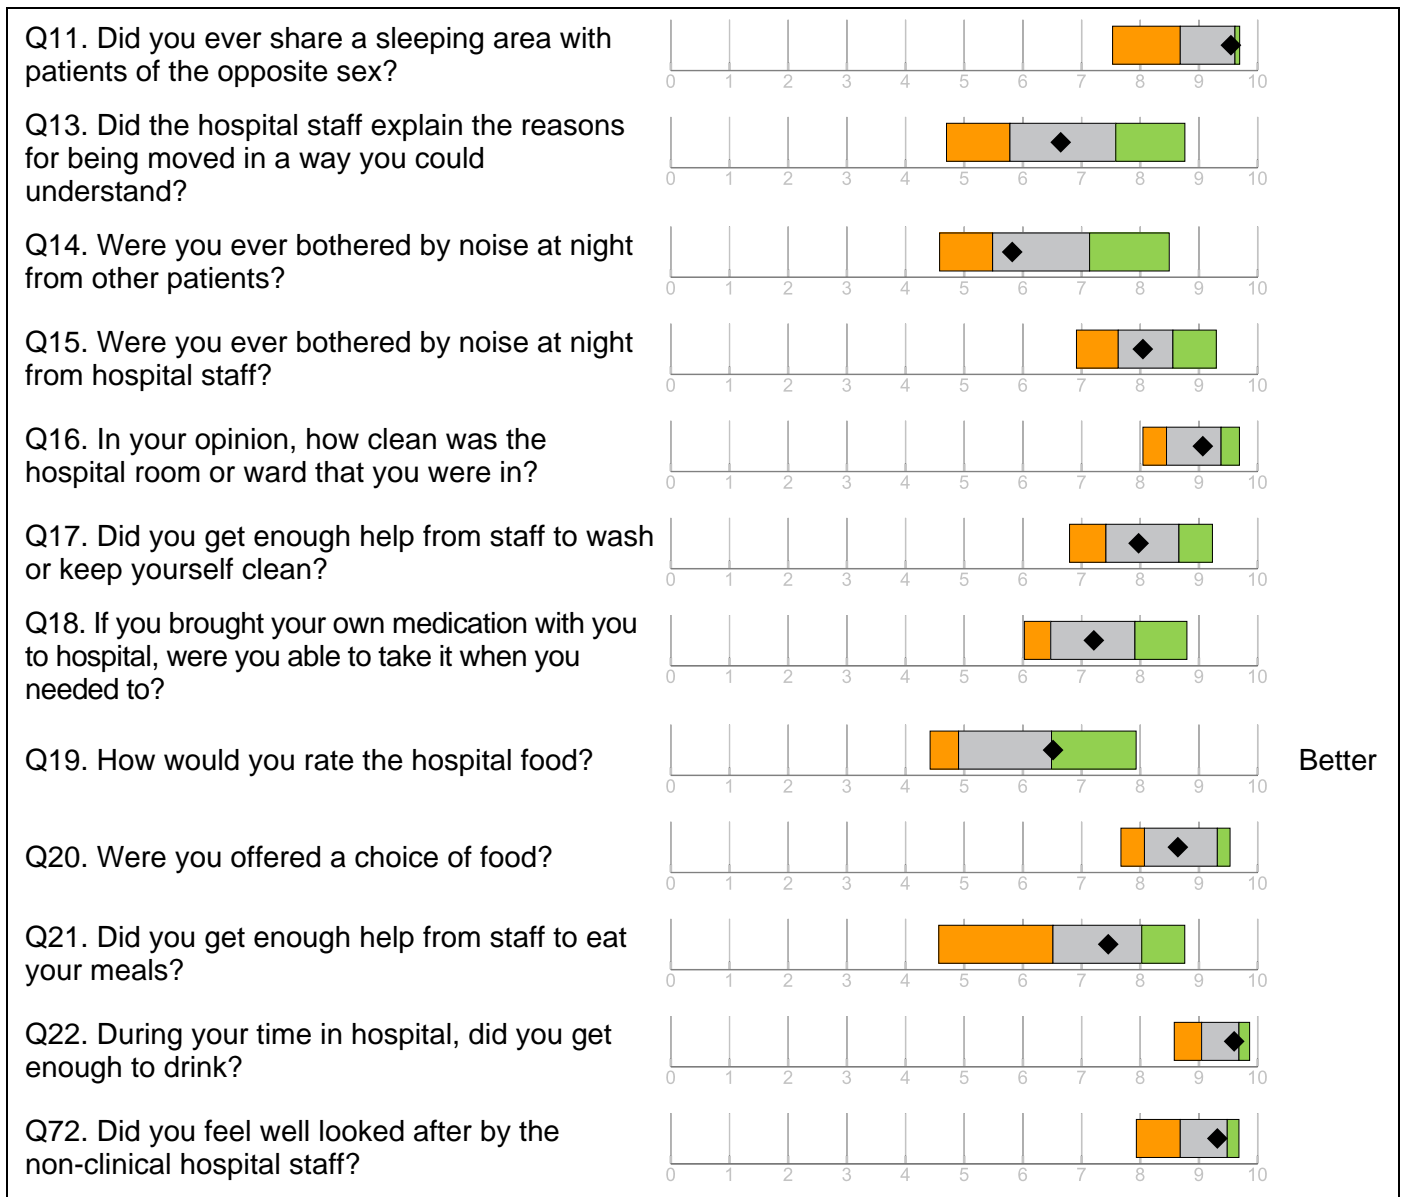 Q11. Did you ever share a sleeping area with
patients of the opposite sex?
0 1 2 3 4 5 6 7 8 9 10
Q13. Did the hospital staff explain the reasons
for being moved in a way you could
understand?
0 1 2 3 4 5 6 7 8 9 10
Q14. Were you ever bothered by noise at night
from other patients?
0 1 2 3 4 5 6 7 8 9 10
Q15. Were you ever bothered by noise at night
from hospital staff?
0 1 2 3 4 5 6 7 8 9 10
Q16. In your opinion, how clean was the
hospital room or ward that you were in?
0 1 2 3 4 5 6 7 8 9 10
Q17. Did you get enough help from staff to wash
or keep yourself clean?
0 1 2 3 4 5 6 7 8 9 10
Q18. If you brought your own medication with you
to hospital, were you able to take it when you
needed to?
0 1 2 3 4 5 6 7 8 9 10
Q19. How would you rate the hospital food?
Better
0 1 2 3 4 5 6 7 8 9 10
Q20. Were you offered a choice of food?
0 1 2 3 4 5 6 7 8 9 10
Q21. Did you get enough help from staff to eat
your meals?
0 1 2 3 4 5 6 7 8 9 10
Q22. During your time in hospital, did you get
enough to drink?
0 1 2 3 4 5 6 7 8 9 10
Q72. Did you feel well looked after by the
non-clinical hospital staff?
0 1 2 3 4 5 6 7 8 9 10